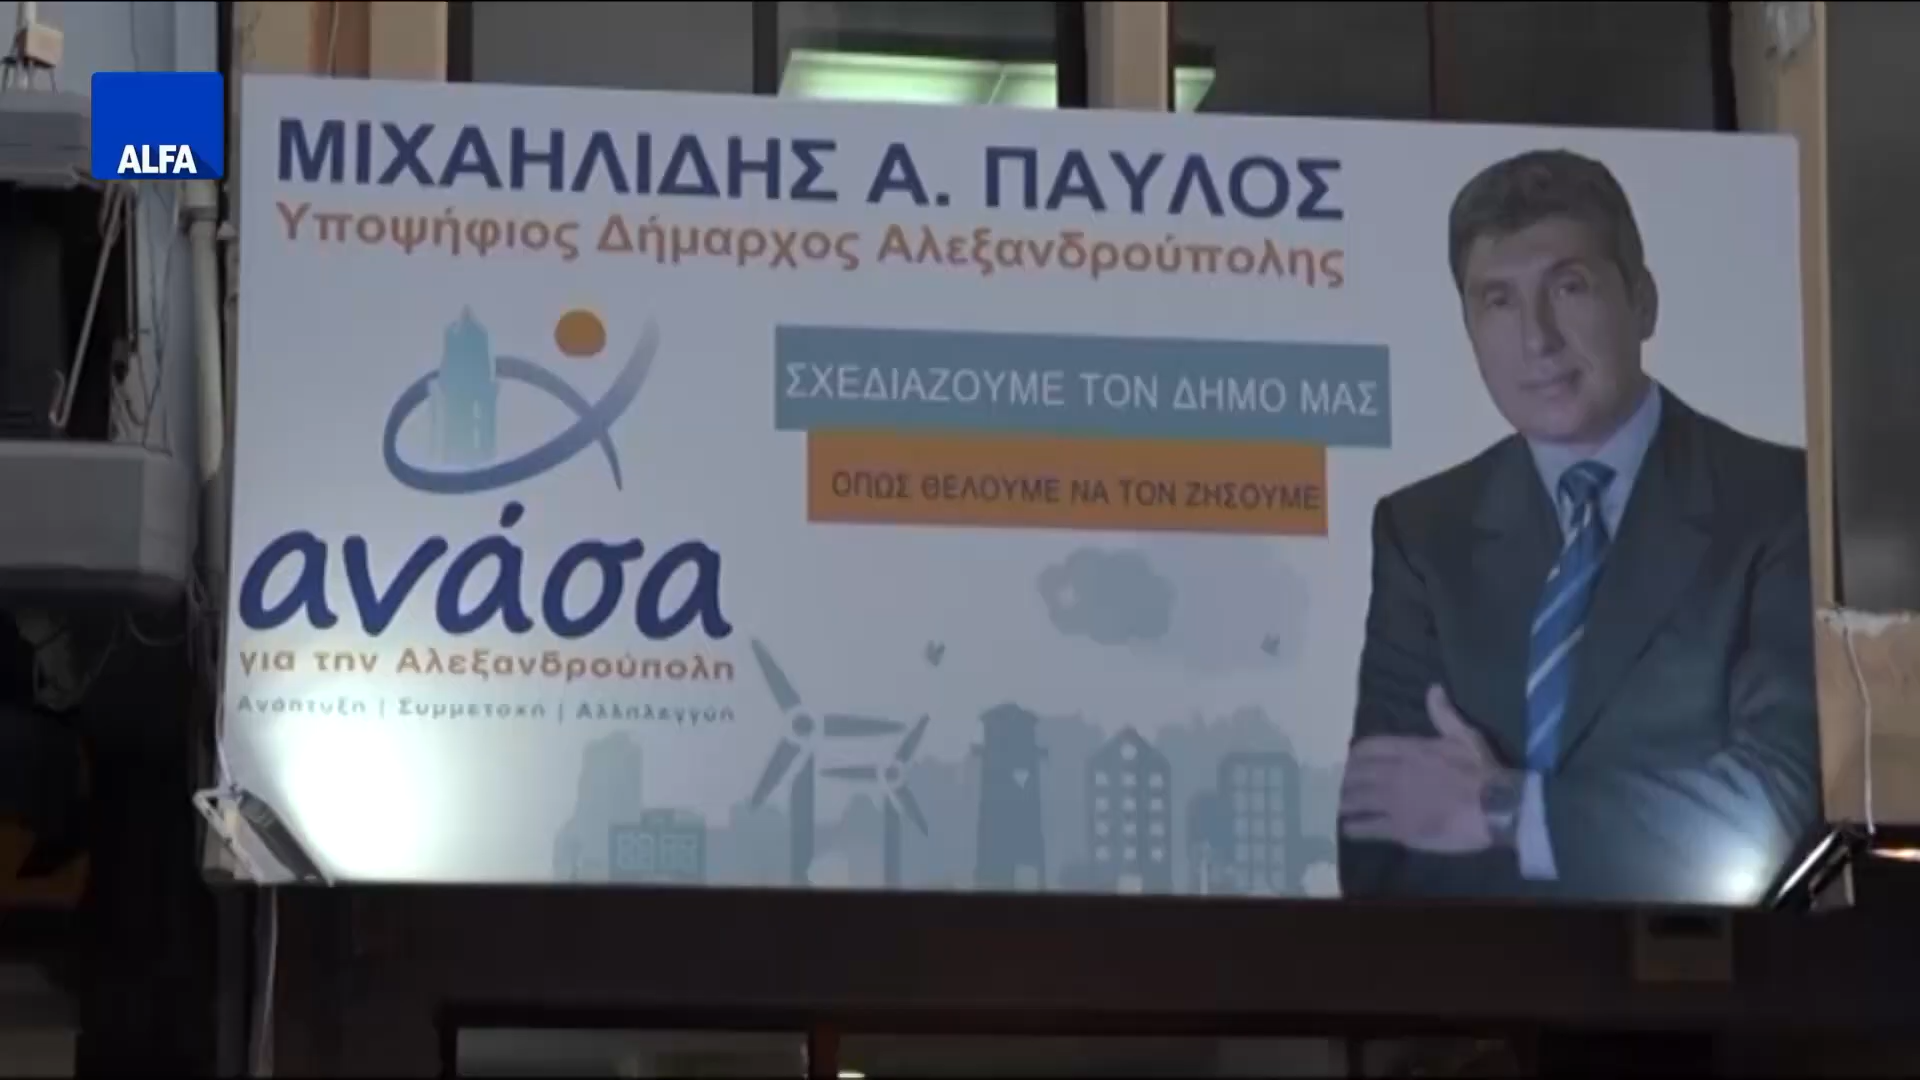 ALFA
ΜΙΧΑΗΛΙΔΗΣ Α. ΠΑΥΛΟΣ
Υποψήφιος Δήμαρχος Αλεξανδρούπολης
ΣΧΕΔΙΑΖΟΥΜΕ ΤΟΝ ΔΗΜΟ ΜΑΣ
ΟΠΩΣ ΘΕΛΟΥΜΕ ΝΑ ΤΟΝ ΖΗΣΟΥΜΕ
ανάσα
για την Αλεξανδρούπολη
Ανάπτυξη | Συμμετοχή | Αλληλεγγύη